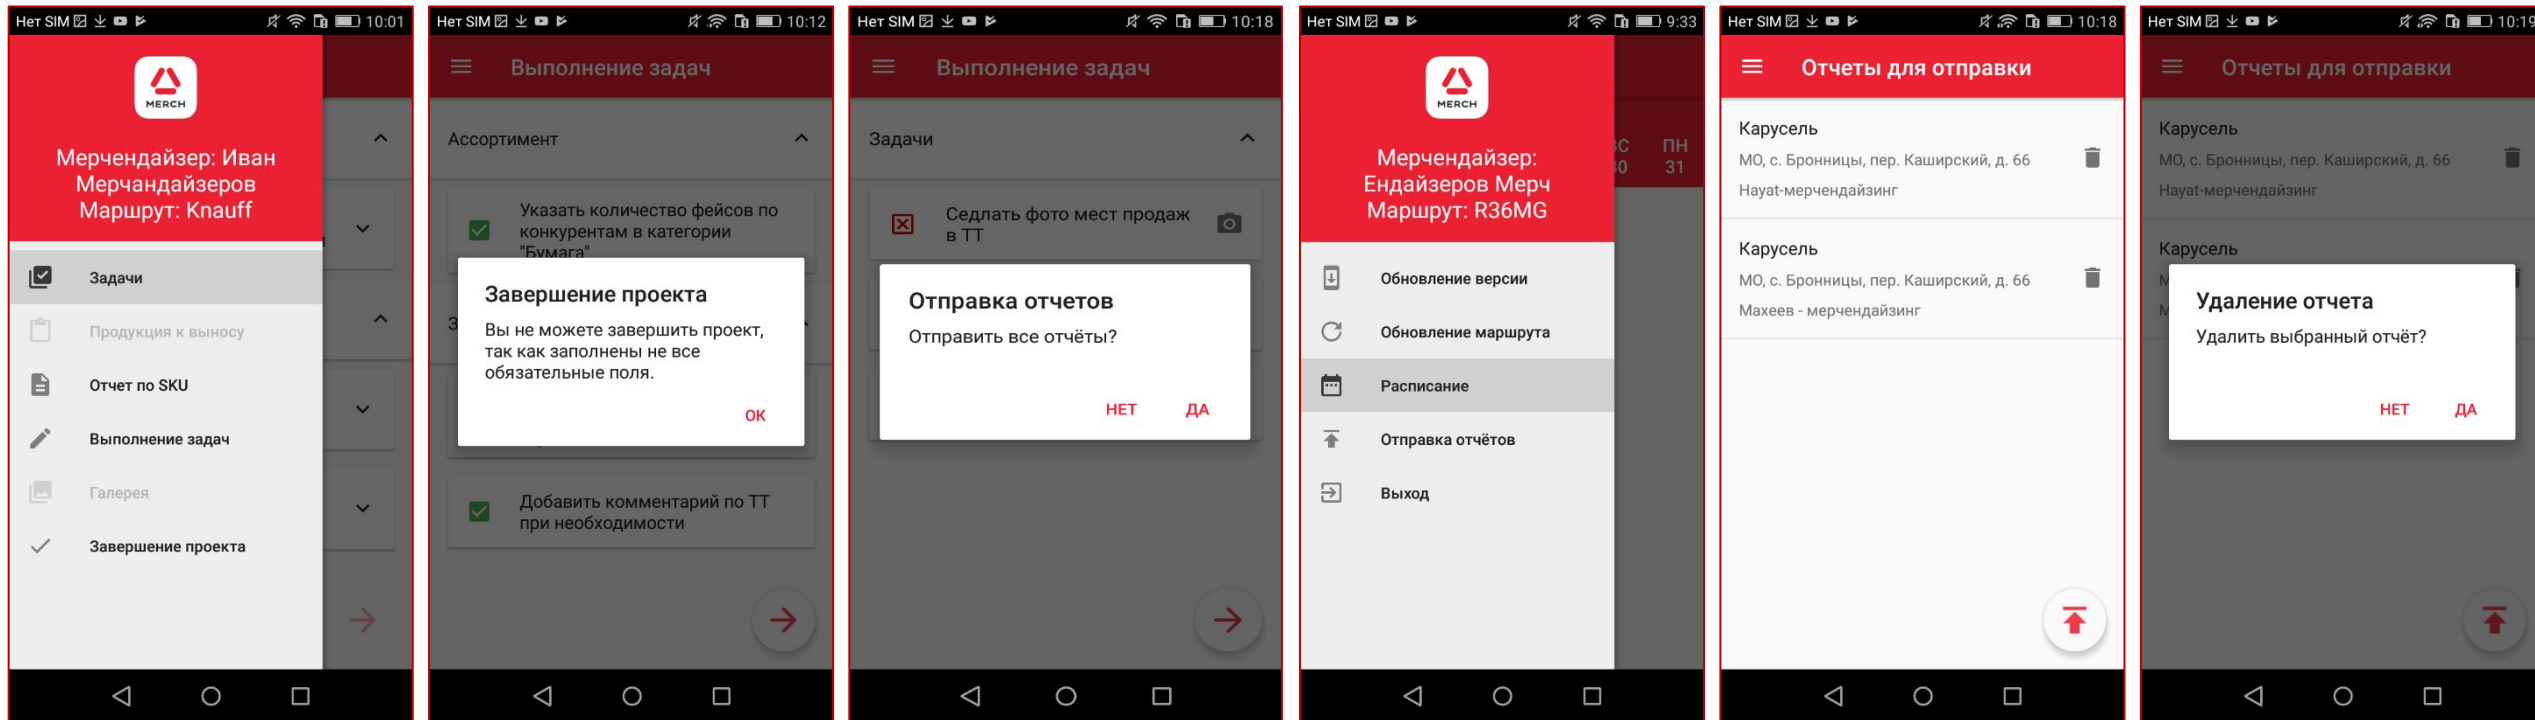 Нет SIM 10:01
MERCH
Мерчендайзер: Иван
Мерчандайзеров
Маршрут: Knauff
Задачи
Продукция к выносу
Отчет по SKU
Выполнение задач
Галерея
Завершение проекта
Нет SIM 10:12
Выполнение задач
Ассортимент
Указать количество фейсов по
конкурентам в категории
"Бумага"
Завершение проекта
Вы не можете завершить проект,
так как заполнены не все
обязательные поля.
ОК
Добавить комментарий по ТТ
при необходимости
Нет SIM 10:18
Выполнение задач
Задачи
Седлать фото мест продаж
в ТТ
Отправка отчетов
Отправить все отчёты?
НЕТ ДА
Нет SIM 9:33
MERCH
Мерчендайзер:
Ендайзеров Мерч
Маршрут: R36MG
ПН
31
Обновление версии
Обновление маршрута
Расписание
Отправка отчётов
Выход
Нет SIM 10:18
Отчеты для отправки
Карусель
МО, с. Бронницы, пер. Каширский, д. 66
Hayat-мерчендайзинг
Карусель
МО, с. Бронницы, пер. Каширский, д. 66
Махеев - мерчендайзинг
Нет SIM 10:19
Отчеты для отправки
Карусель
МО, с. Бронницы, пер. Каширский, д. 66
Hayat-мерчендайзинг
Карусель
Удаление отчета
Удалить выбранный отчёт?
НЕТ ДА